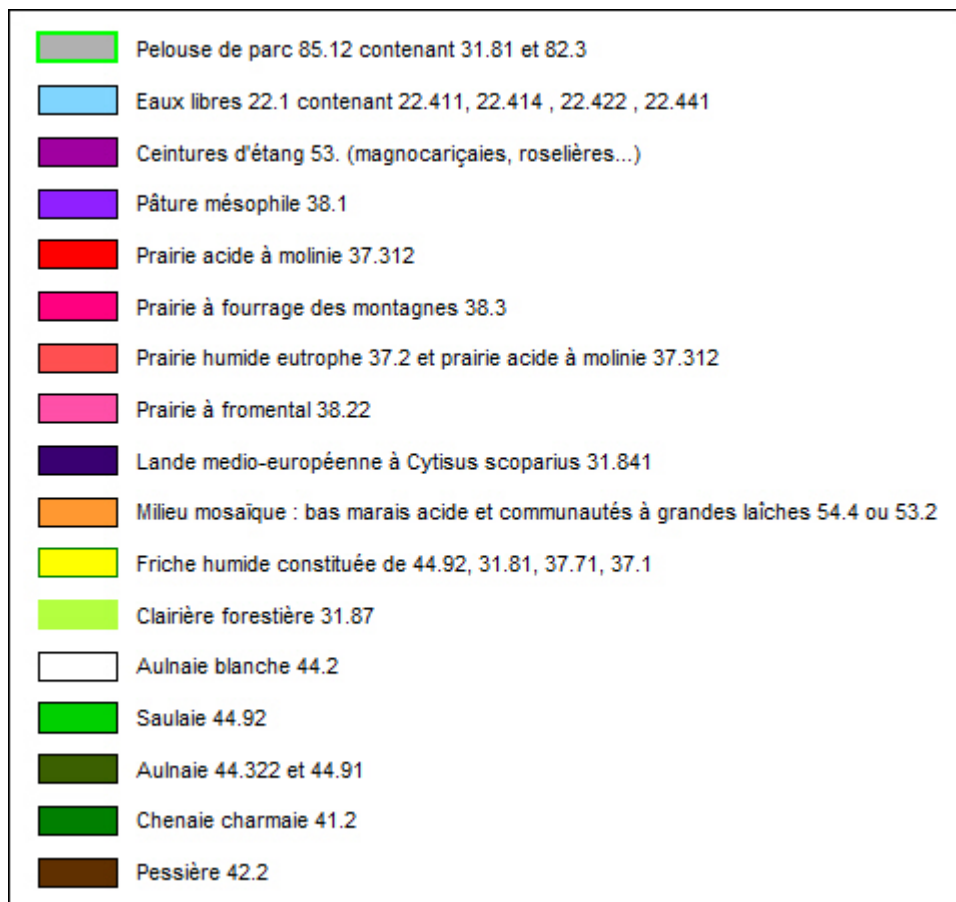 Pelouse de parc 85.12 contenant 31.81 et 82.3
Eaux libres 22.1 contenant 22.411, 22.414 , 22.422 , 22.441
Ceintures d'étang 53. (magnocariçaies, roselières...)
Pâture mésophile 38.1
Prairie acide à molinie 37.312
Prairie à fourrage des montagnes 38.3
Prairie humide eutrophe 37.2 et prairie acide à molinie 37.312
Prairie à fromental 38.22
Lande medio-européenne à Cytisus scoparius 31.841
Milieu mosaïque : bas marais acide et communautés à grandes laîches 54.4 ou 53.2
Friche humide constituée de 44.92, 31.81, 37.71, 37.1
Clairière forestière 31.87
Aulnaie blanche 44.2
Saulaie 44.92
Aulnaie 44.322 et 44.91
Chenaie charmaie 41.2
Pessière 42.2